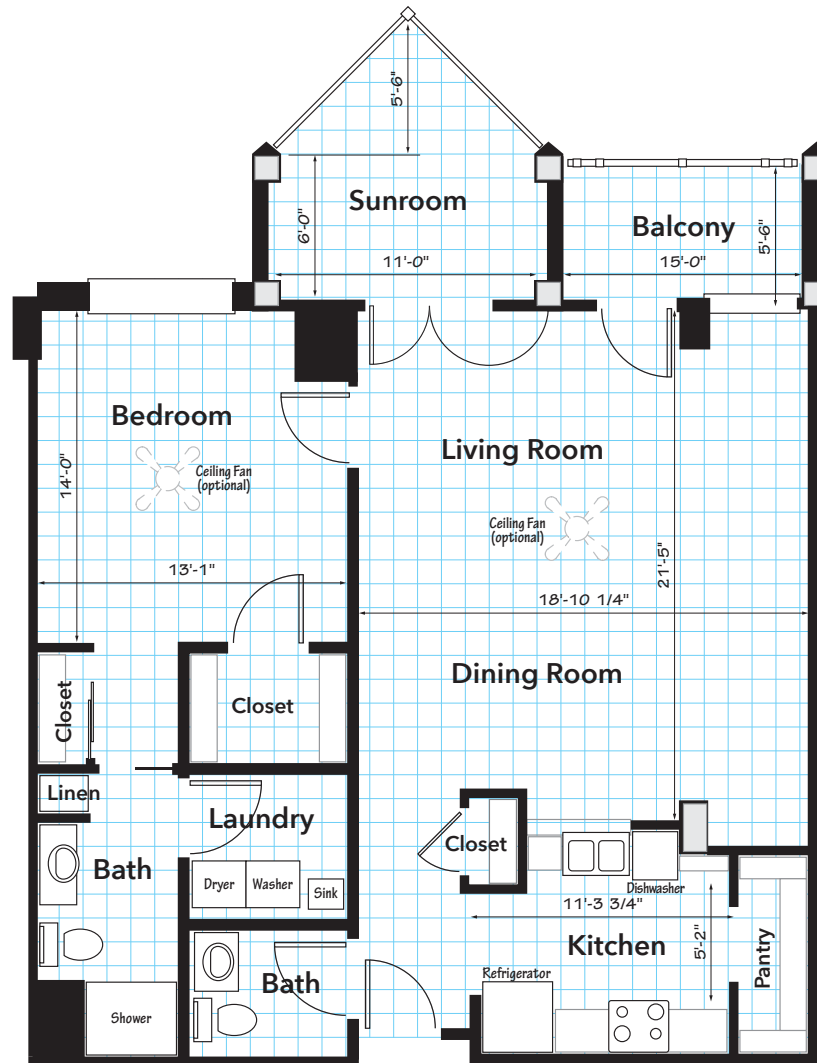 5'-6"
Sunroom
6'-0"
11'-0"
Balcony
5'-6"
15'-0"
Bedroom
Ceiling Fan
(optional)
14'-0"
13'-1"
Living Room
Ceiling Fan
(optional)
21'-5"
18'-10 1/4"
Dining Room
Closet
Closet
Linen
Laundry
Dryer
Washer
Sink
Bath
Shower
Bath
Closet
Dishwasher
11'-3 3/4"
5'-2"
Kitchen
Refrigerator
Pantry